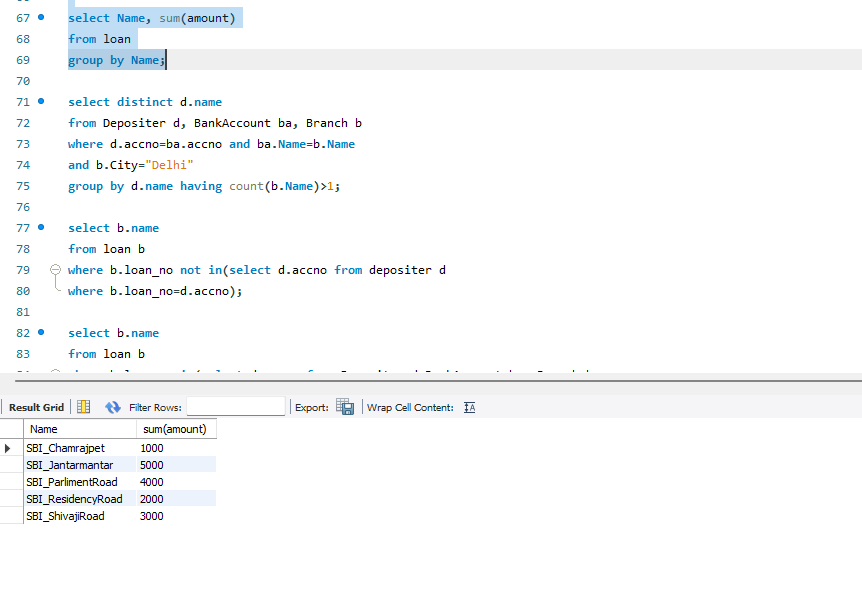 67 select Name, sum(amount)
68 from loan
69 group by Name;
70
71 select distinct d.name
72 from Depositer d, BankAccount ba, Branch b
73 where d.accno=ba.accno and ba.Name=b.Name
74 and b.City="Delhi"
75 group by d.name having count(b.Name)>1;
76
77 select b.name
78 from loan b
79 where b.loan_no not in(select d.accno from depositer d
80 where b.loan_no=d.accno);
81
82 select b.name
83 from loan b
Result Grid Filter Rows: Export: Wrap Cell Content: IA
Name sum(amount)
SBI_Chamrajpet 1000
SBI_Jantarmantar 5000
SBI_ParlimentRoad 4000
SBI_ResidencyRoad 2000
SBI_ShivajiRoad 3000